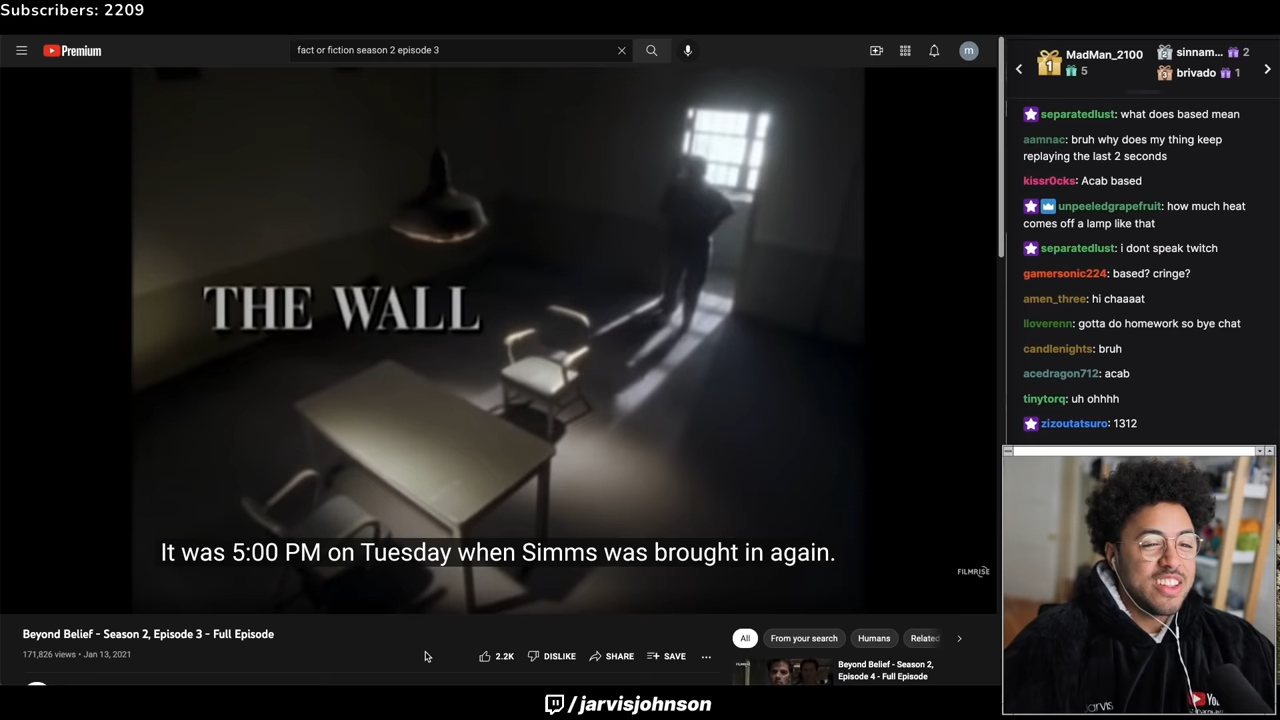 Subscribers: 2209
Premium
fact or fiction season 2 episode 3
m
THE WALL
It was 5:00 PM on Tuesday when Simms was brought in again.
FILMRISE
Beyond Belief - Season 2, Episode 3 - Full Episode
171,826 views • Jan 13, 2021
2.2K
DISLIKE
SHARE
SAVE
All
From your search
Humans
Related
Beyond Belief - Season 2,
Episode 4 - Full Episode
/jarvisjohnson
1
MadMan_2100
5
2
sinnam... 2
3
brivado 1
separatedlust: what does based mean
aamnac: bruh why does my thing keep
replaying the last 2 seconds
kissr0cks: Acab based
unpeeledgrapefruit: how much heat
comes off a lamp like that
separatedlust: i dont speak twitch
gamersonic224: based? cringe?
amen_three: hi chaaaat
lloverenn: gotta do homework so bye chat
candlenights: bruh
acedragon712: acab
tinytorq: uh ohhhh
zizoutatsuro: 1312
jarvis